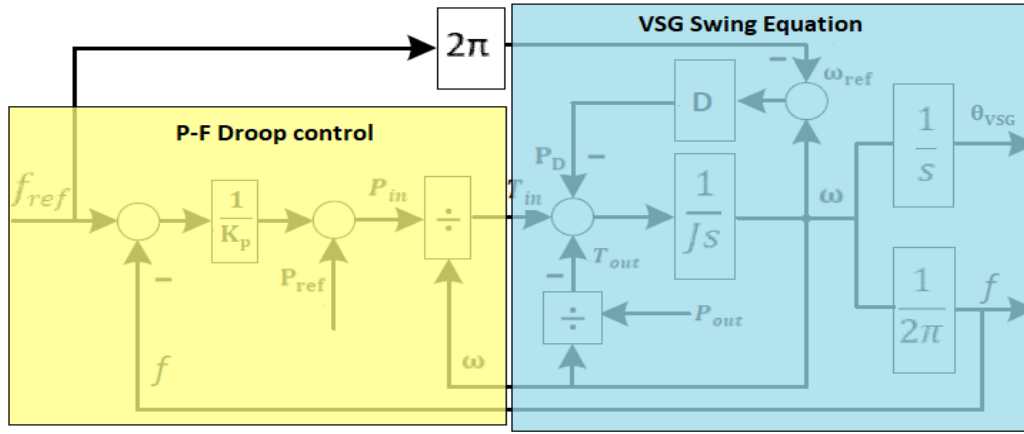 VSG Swing Equation
2π
ω_ref
D
P-F Droop control
1
s
θ_VSG
P_D
−
−
f_ref
1
K_p
P_in
÷
T_in
1
Js
ω
P_ref
−
−
T_out
÷
P_out
1
2π
f
f
ω